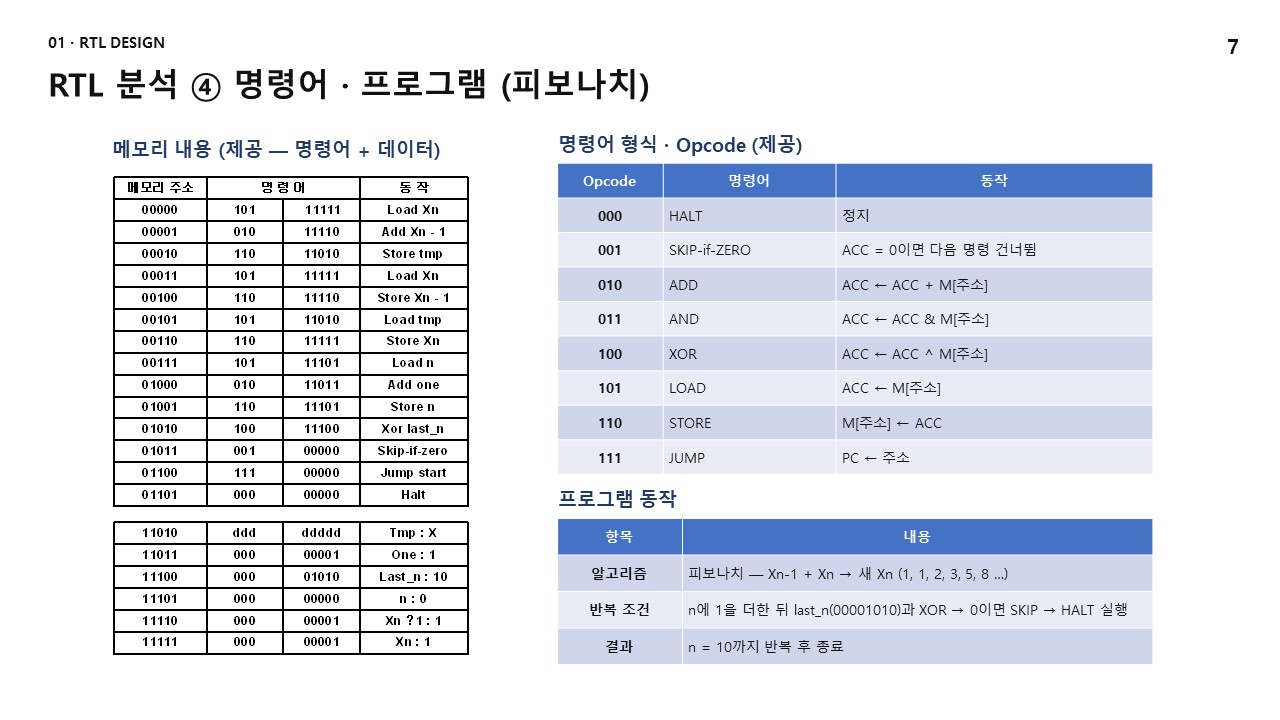 01 · RTL DESIGN
7
RTL 분석 ④ 명령어 · 프로그램 (피보나치)
메모리 내용 (제공 — 명령어 + 데이터)
메모리 주소 명 령 어 동 작
00000 101 11111 Load Xn
00001 010 11110 Add Xn - 1
00010 110 11010 Store tmp
00011 101 11111 Load Xn
00100 110 11110 Store Xn - 1
00101 101 11010 Load tmp
00110 110 11111 Store Xn
00111 101 11101 Load n
01000 010 11011 Add one
01001 110 11101 Store n
01010 100 11100 Xor last_n
01011 001 00000 Skip-if-zero
01100 111 00000 Jump start
01101 000 00000 Halt
11010 ddd ddddd Tmp : X
11011 000 00001 One : 1
11100 000 01010 Last_n : 10
11101 000 00000 n : 0
11110 000 00001 Xn ? 1 : 1
11111 000 00001 Xn : 1
명령어 형식 · Opcode (제공)
Opcode 명령어 동작
000 HALT 정지
001 SKIP-if-ZERO ACC = 0이면 다음 명령 건너뜀
010 ADD ACC ← ACC + M[주소]
011 AND ACC ← ACC & M[주소]
100 XOR ACC ← ACC ^ M[주소]
101 LOAD ACC ← M[주소]
110 STORE M[주소] ← ACC
111 JUMP PC ← 주소
프로그램 동작
항목 내용
알고리즘 피보나치 — Xn-1 + Xn → 새 Xn (1, 1, 2, 3, 5, 8 ...)
반복 조건 n에 1을 더한 뒤 last_n(00001010)과 XOR → 0이면 SKIP → HALT 실행
결과 n = 10까지 반복 후 종료